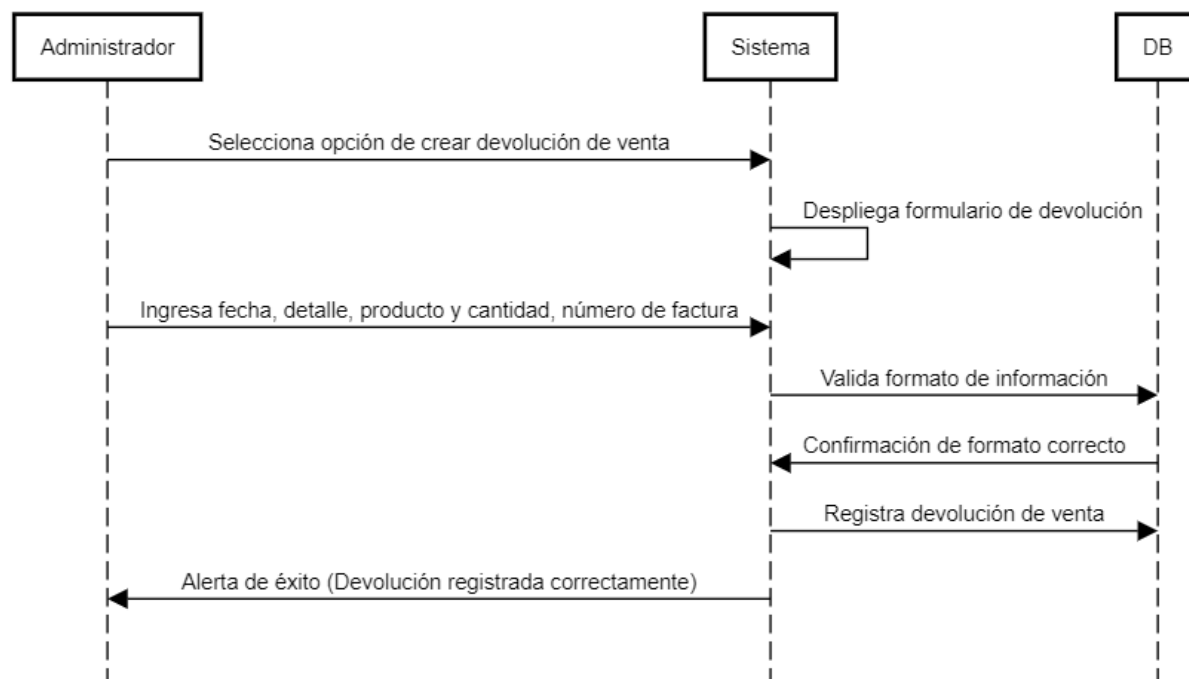 Administrador
Sistema
DB
Selecciona opción de crear devolución de venta
Despliega formulario de devolución
Ingresa fecha, detalle, producto y cantidad, número de factura
Valida formato de información
Confirmación de formato correcto
Registra devolución de venta
Alerta de éxito (Devolución registrada correctamente)